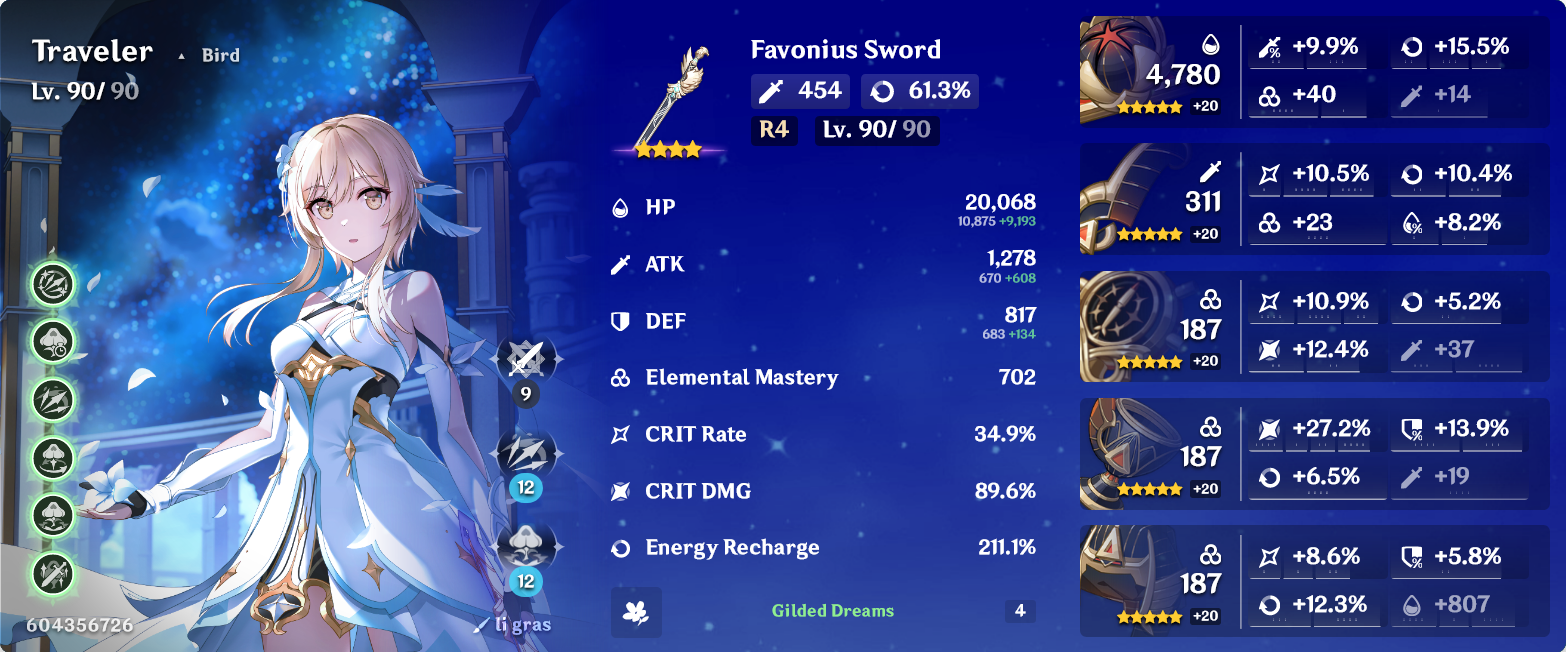 Traveler ▲ Bird
Lv. 90/ 90
9
12
12
604356726
li gras
Favonius Sword
454 61.3%
R4 Lv. 90/ 90
HP 20,068
10,875 +9,193
ATK 1,278
670 +608
DEF 817
683 +134
Elemental Mastery 702
CRIT Rate 34.9%
CRIT DMG 89.6%
Energy Recharge 211.1%
Gilded Dreams 4
+9.9% +15.5%
4,780
+40 +14
+20
+10.5% +10.4%
311
+23 +8.2%
+20
+10.9% +5.2%
187
+12.4% +37
+20
+27.2% +13.9%
187
+6.5% +19
+20
+8.6% +5.8%
187
+12.3% +807
+20